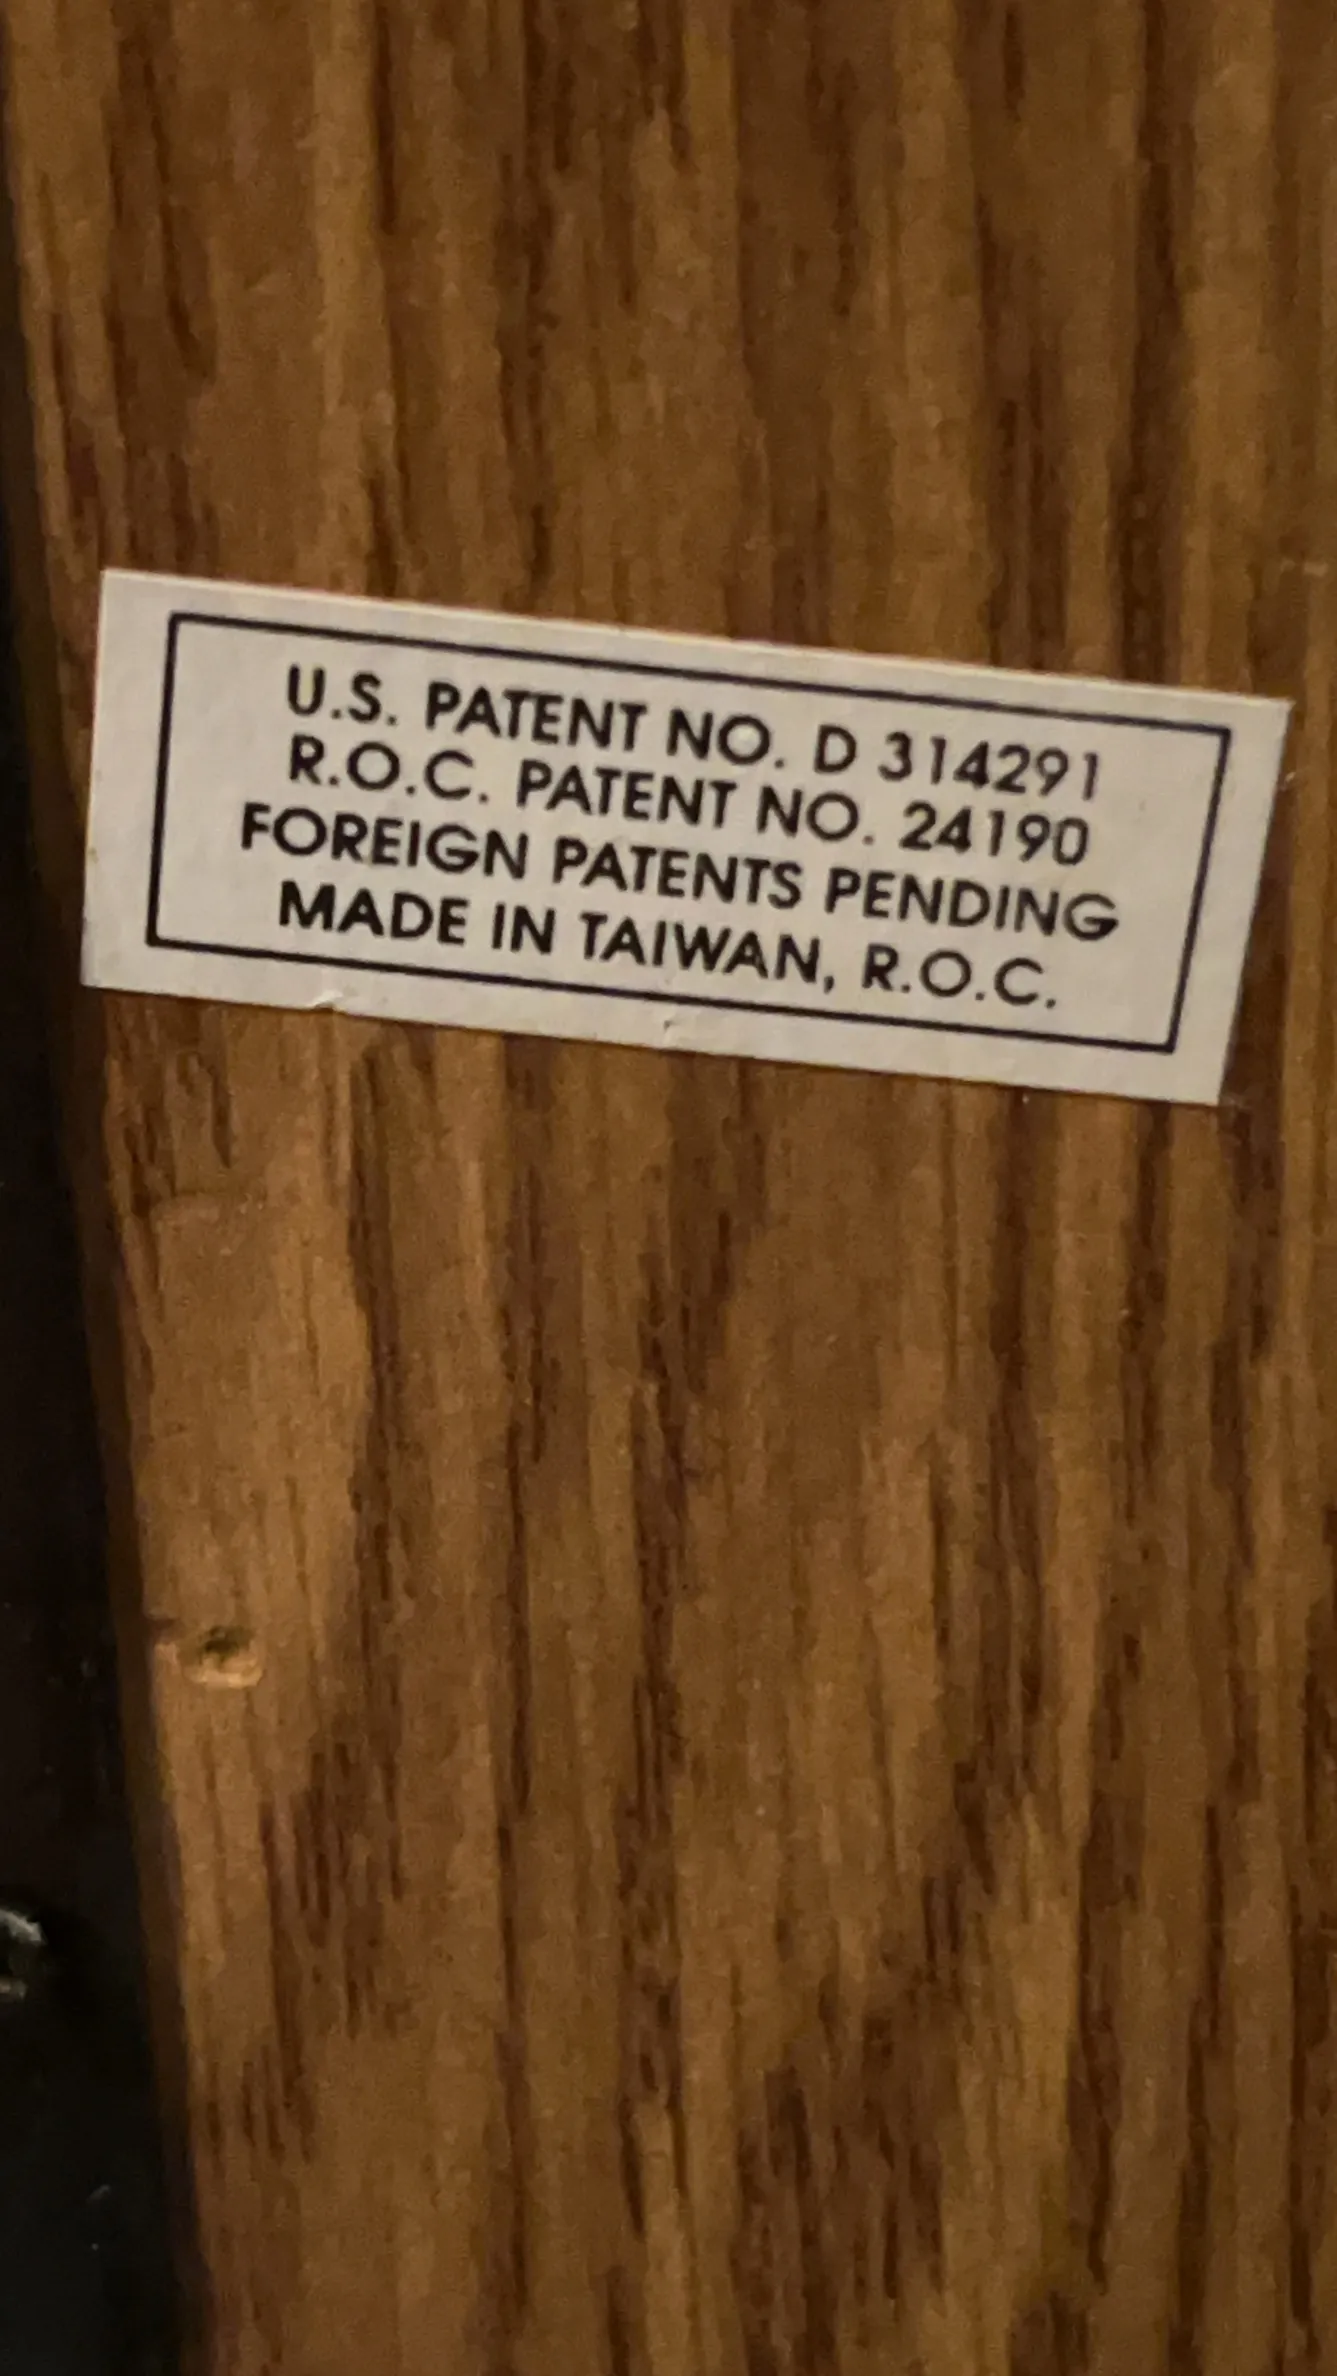 U.S. PATENT NO. D 314291
R.O.C. PATENT NO. 24190
FOREIGN PATENTS PENDING
MADE IN TAIWAN, R.O.C.